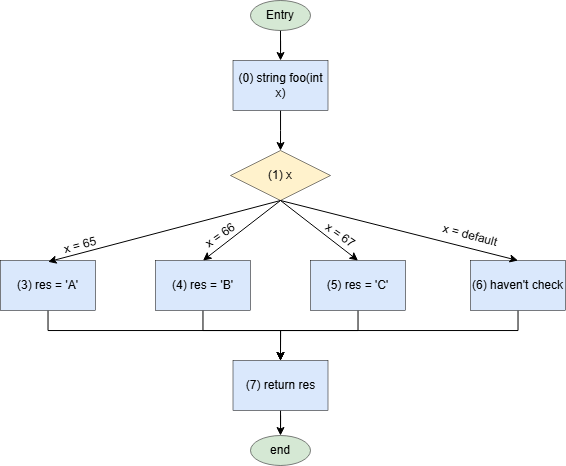 Entry
(0) string foo(int
x)
(1) x
x = 65
x = 66
x = 67
x = default
(3) res = 'A'
(4) res = 'B'
(5) res = 'C'
(6) haven't check
(7) return res
end